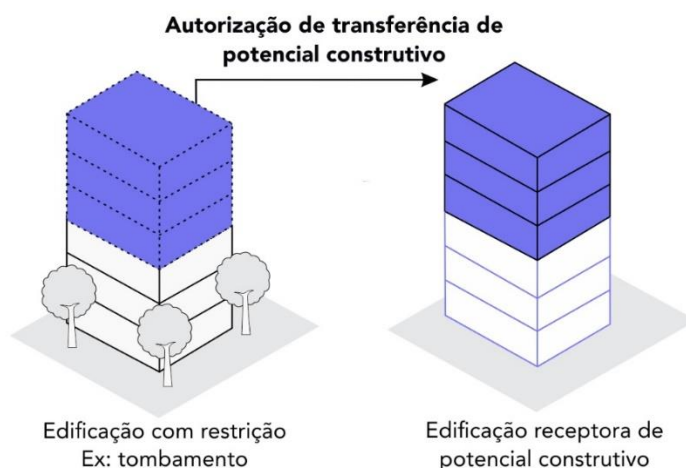 Autorização de transferência de
potencial construtivo
Edificação com restrição
Ex: tombamento
Edificação receptora de
potencial construtivo